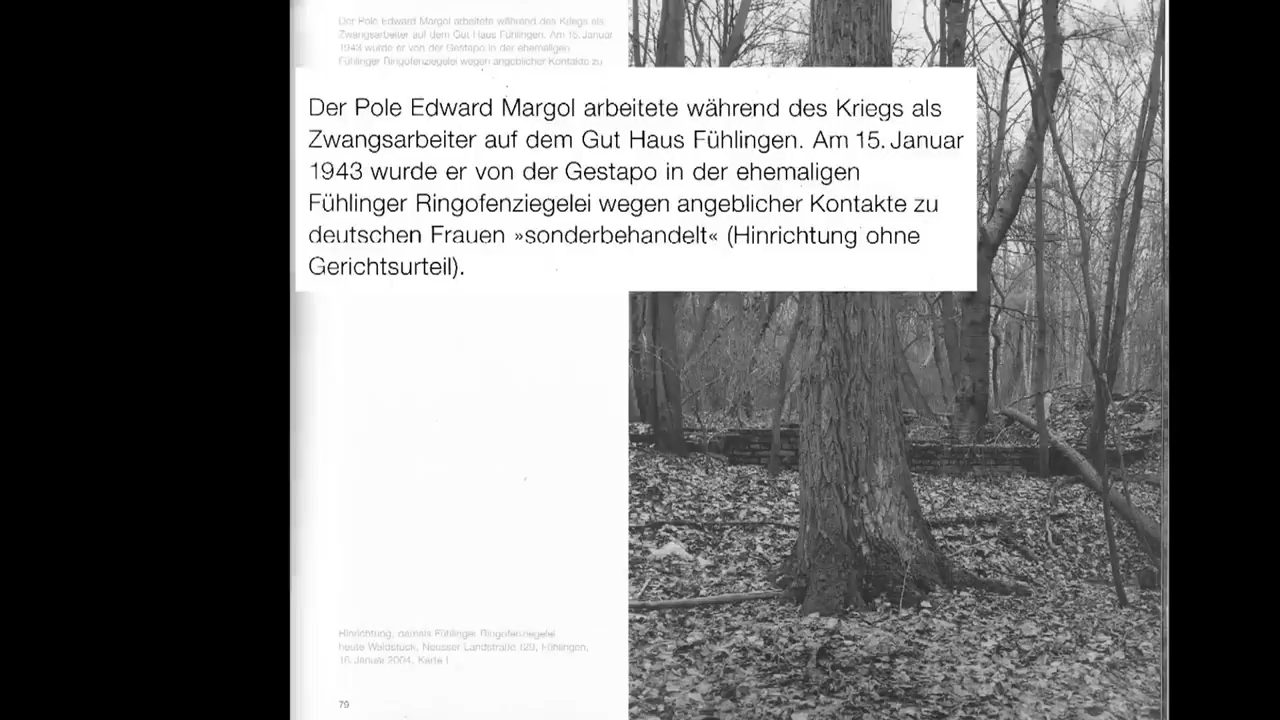 Der Pole Edward Margol arbeitete während des Kriegs als
Zwangsarbeiter auf dem Gut Haus Fühlingen. Am 15. Januar
1943 wurde er von der Gestapo in der ehemaligen
Fühlinger Ringofenziegelei wegen angeblicher Kontakte zu
Der Pole Edward Margol arbeitete während des Kriegs als
Zwangsarbeiter auf dem Gut Haus Fühlingen. Am 15. Januar
1943 wurde er von der Gestapo in der ehemaligen
Fühlinger Ringofenziegelei wegen angeblicher Kontakte zu
deutschen Frauen »sonderbehandelt« (Hinrichtung ohne
Gerichtsurteil).
Hinrichtung, damals Fühlinger Ringofenziegelei
heute Waldstück, Neusser Landstraße 129, Fühlingen,
16. Januar 2004, Karte I
79